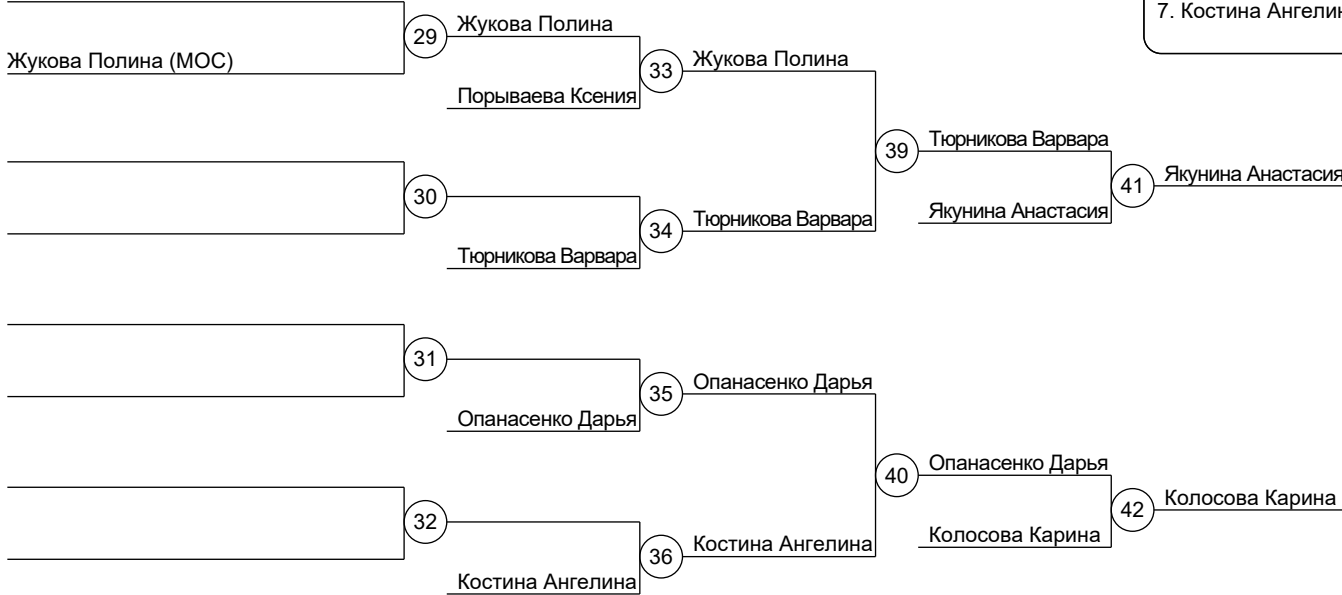 7. Костина Ангели
29
Жукова Полина
Жукова Полина (МОС)
33
Жукова Полина
Порываева Ксения
39
Тюрникова Варвара
41
Якунина Анастасия
30
34
Тюрникова Варвара
Якунина Анастасия
Тюрникова Варвара
31
35
Опанасенко Дарья
Опанасенко Дарья
40
Опанасенко Дарья
42
Колосова Карина
32
36
Костина Ангелина
Колосова Карина
Костина Ангелина